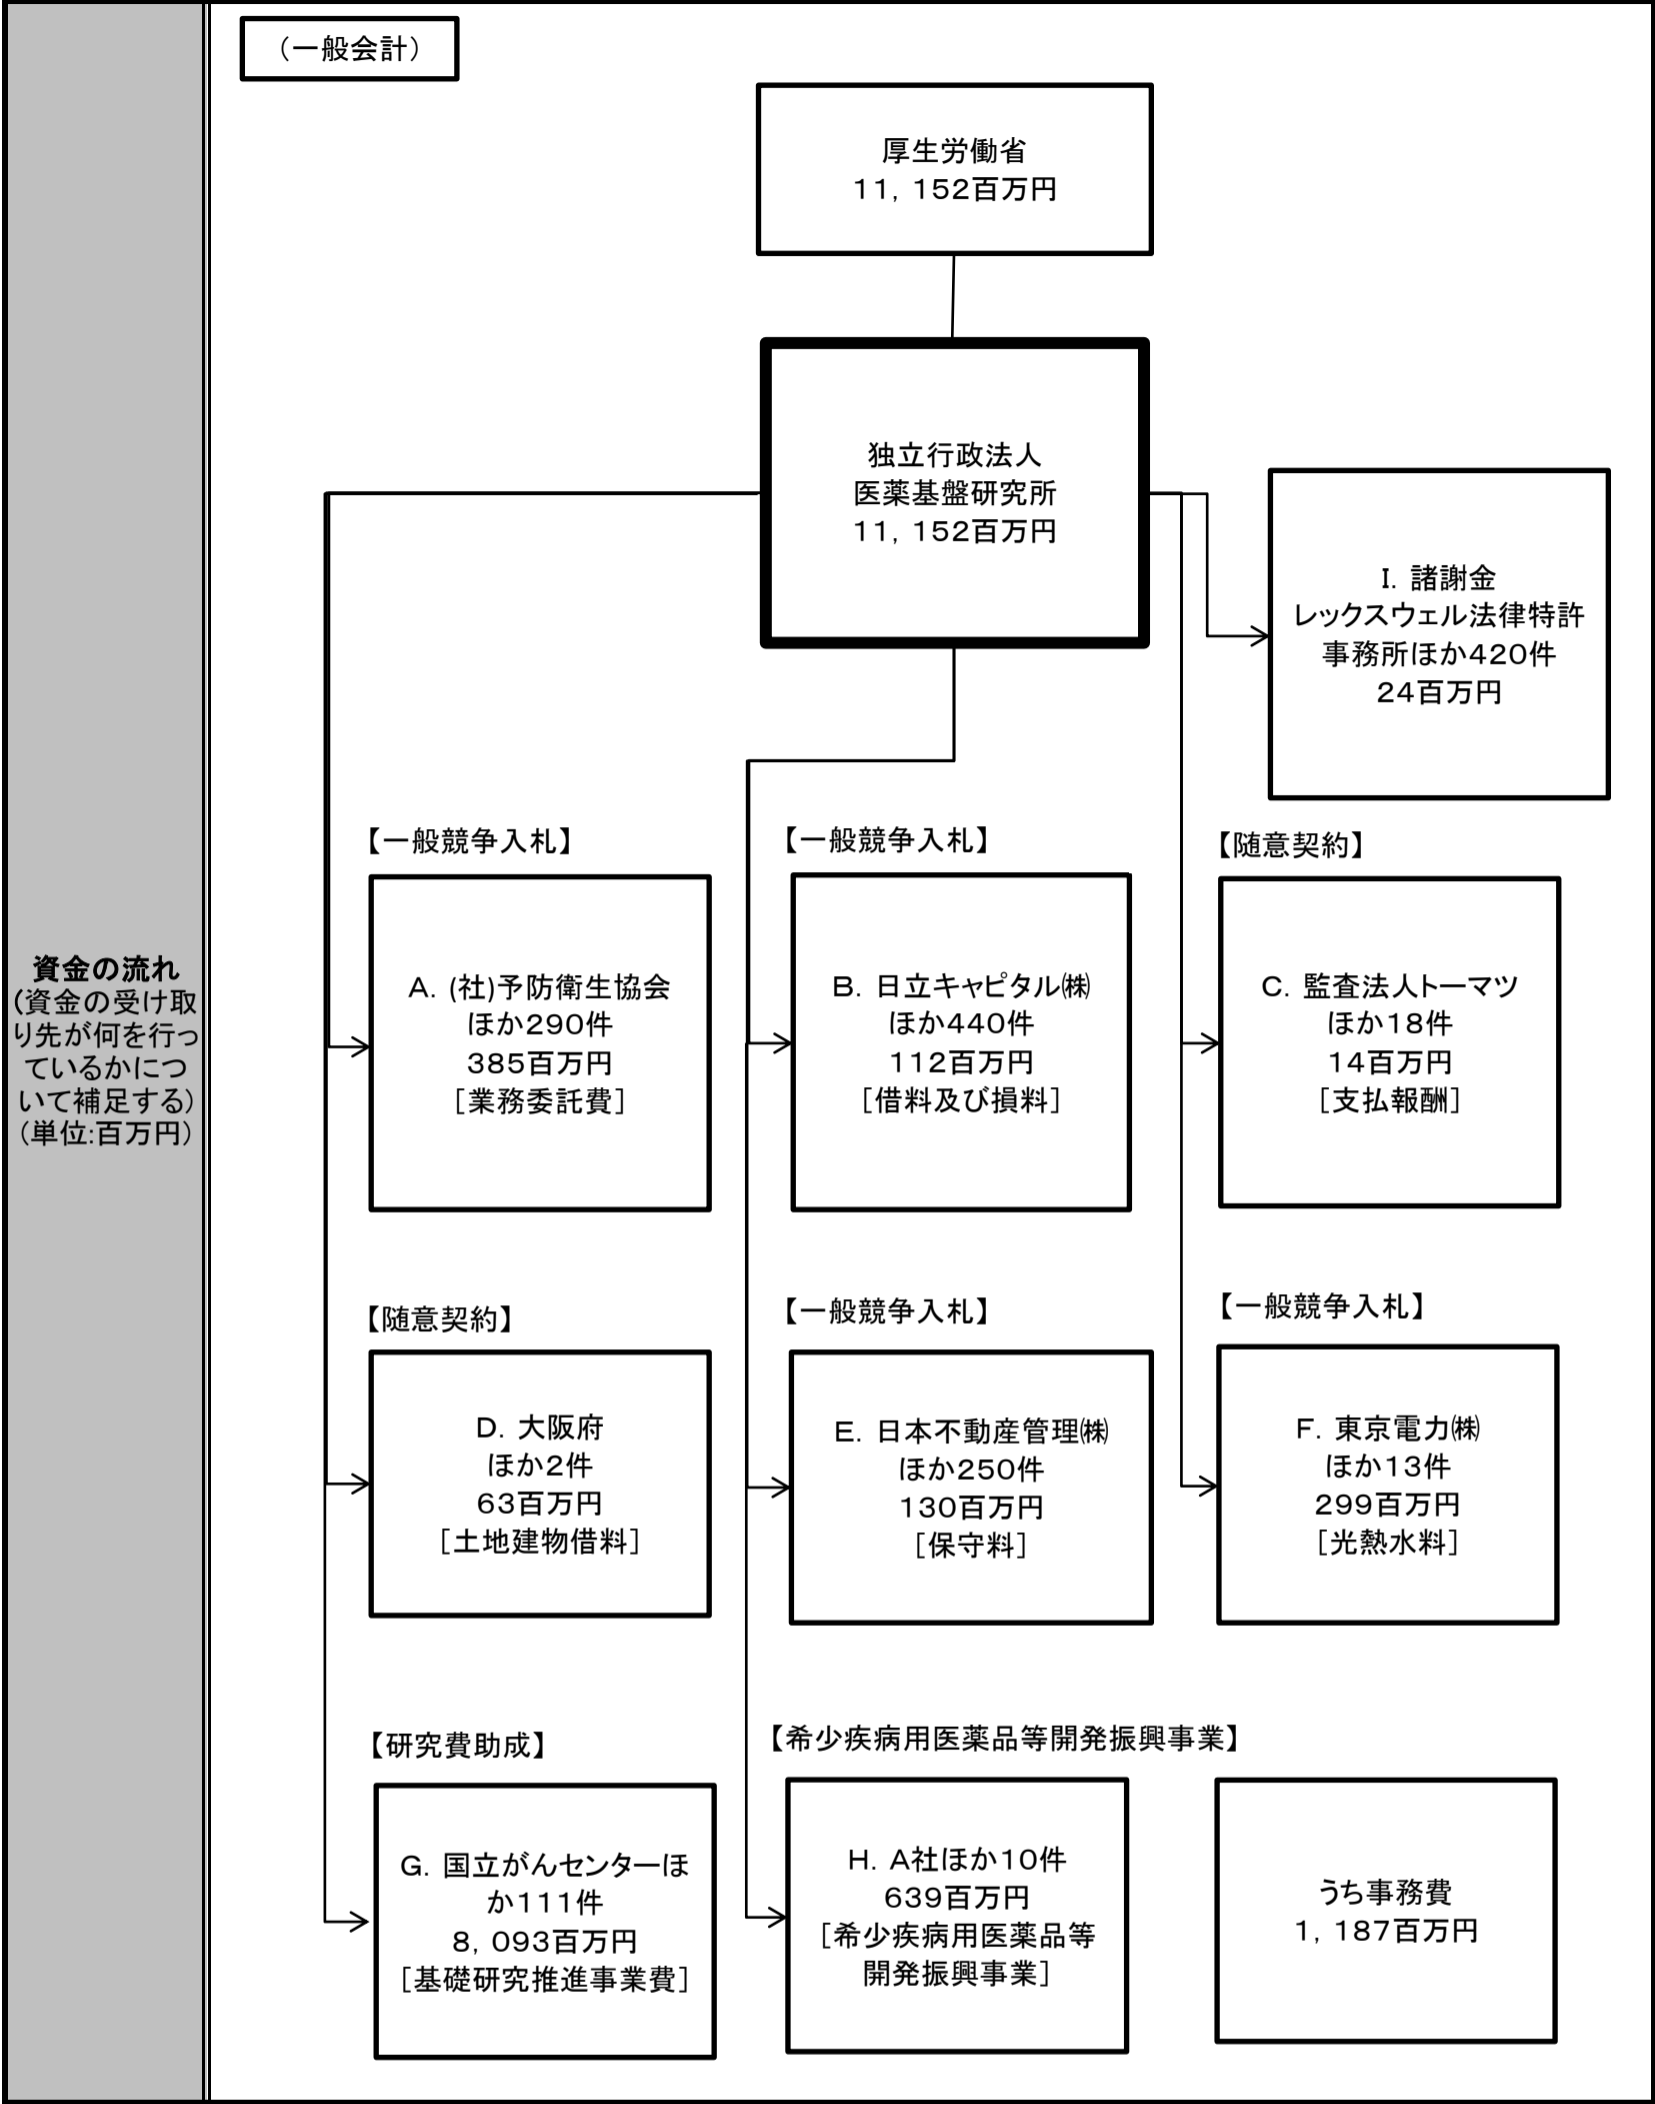 （一般会計）
厚生労働省
１１，１５２百万円
独立行政法人
医薬基盤研究所
１１，１５２百万円
I. 諸謝金
レックスウェル法律特許
事務所ほか４２０件
２４百万円
資金の流れ
(資金の受け取
り先が何を行っ
ているかにつ
いて補足する)
（単位:百万円）
【一般競争入札】
A. (社)予防衛生協会
ほか２９０件
３８５百万円
［業務委託費］
【一般競争入札】
B. 日立キャピタル㈱
ほか４４０件
１１２百万円
［借料及び損料］
【随意契約】
C. 監査法人トーマツ
ほか１８件
１４百万円
［支払報酬］
【随意契約】
D. 大阪府
ほか２件
６３百万円
［土地建物借料］
【一般競争入札】
E. 日本不動産管理㈱
ほか２５０件
１３０百万円
［保守料］
【一般競争入札】
F. 東京電力㈱
ほか１３件
２９９百万円
［光熱水料］
【研究費助成】
G. 国立がんセンターほ
か１１１件
８，０９３百万円
［基礎研究推進事業費］
【希少疾病用医薬品等開発振興事業】
H. A社ほか１０件
６３９百万円
［希少疾病用医薬品等
開発振興事業］
うち事務費
１，１８７百万円